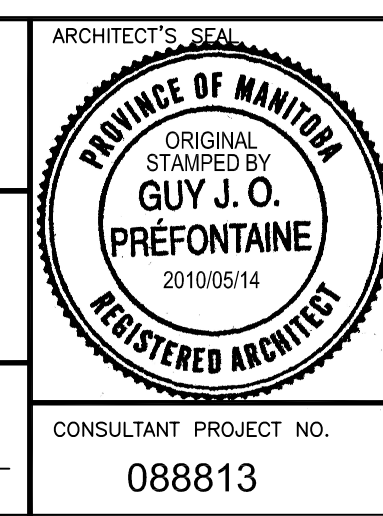 ARCHITECT'S SEAL
PROVINCE OF MANITOBA
ORIGINAL
STAMPED BY
GUY J. O.
PRÉFONTAINE
2010/05/14
REGISTERED ARCHITECT
CONSULTANT PROJECT NO.
088813